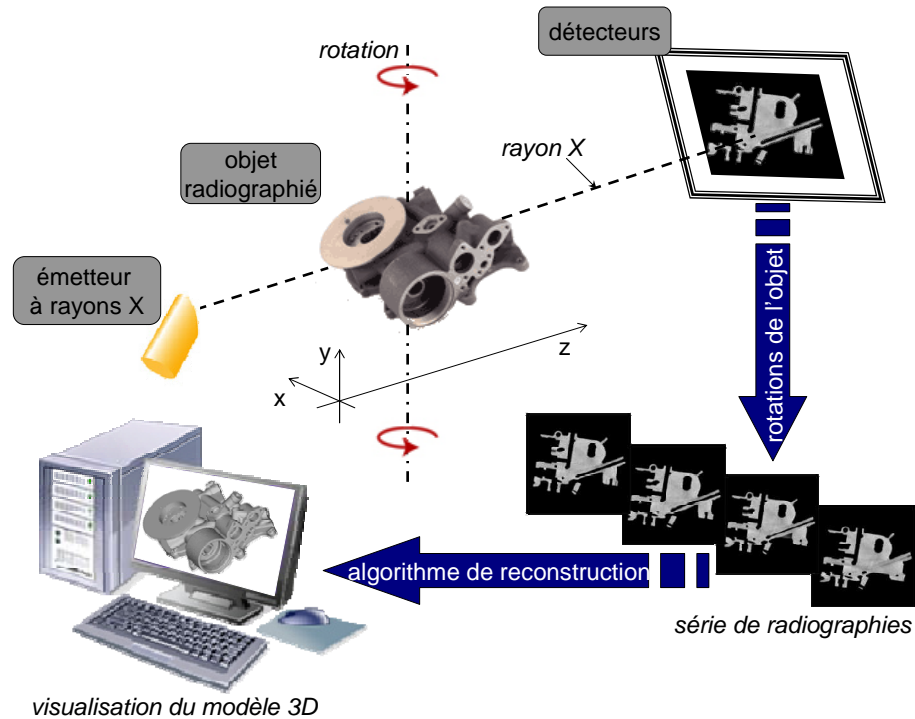 détecteurs
rotation
rayon X
objet
radiographié
émetteur
à rayons X
y
z
x
rotations de l'objet
algorithme de reconstruction
série de radiographies
visualisation du modèle 3D